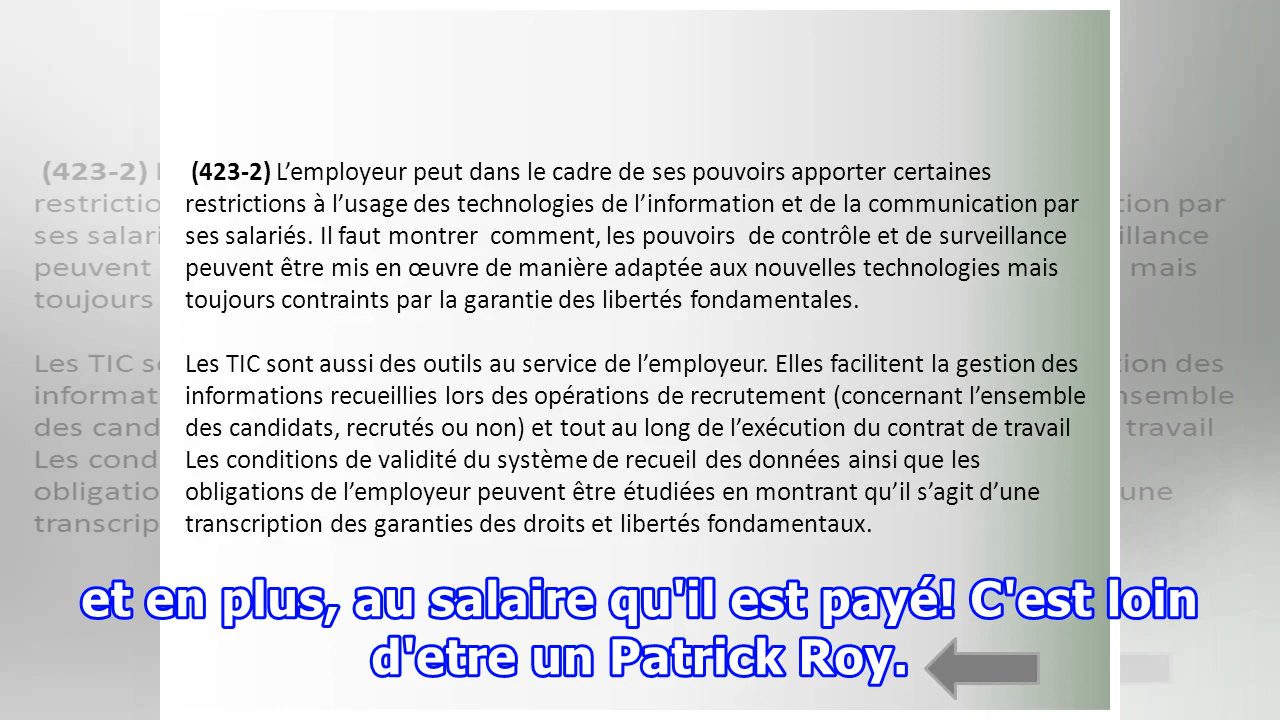 (423-2) L’employeur peut dans le cadre de ses pouvoirs apporter certaines
restrictions à l’usage des technologies de l’information et de la communication par
ses salariés. Il faut montrer  comment, les pouvoirs  de contrôle et de surveillance
peuvent être mis en œuvre de manière adaptée aux nouvelles technologies mais
toujours contraints par la garantie des libertés fondamentales.
Les TIC sont aussi des outils au service de l’employeur. Elles facilitent la gestion des
informations recueillies lors des opérations de recrutement (concernant l’ensemble
des candidats, recrutés ou non) et tout au long de l’exécution du contrat de travail
Les conditions de validité du système de recueil des données ainsi que les
obligations de l’employeur peuvent être étudiées en montrant qu’il s’agit d’une
transcription des garanties des droits et libertés fondamentaux.
et en plus, au salaire qu'il est payé! C'est loin
d'etre un Patrick Roy.